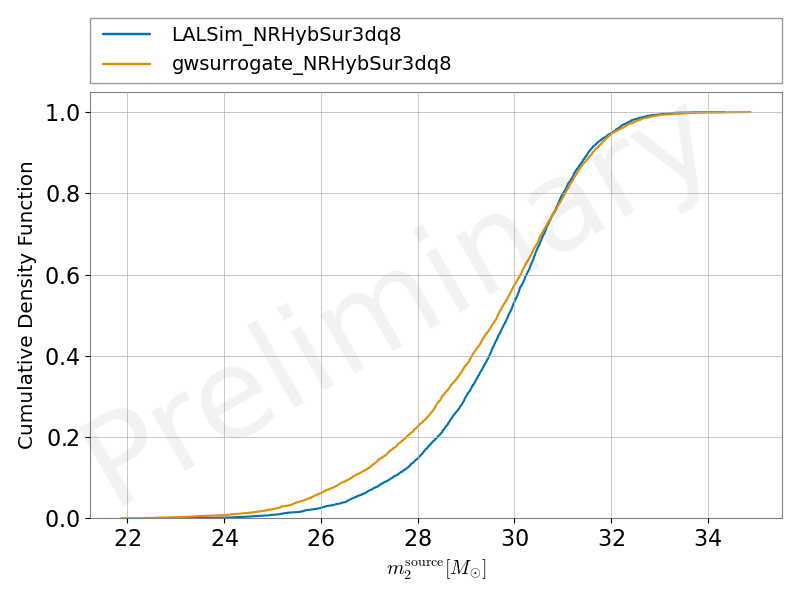 LALSim_NRHybSur3dq8
gwsurrogate_NRHybSur3dq8
1.0
0.8
0.6
0.4
0.2
0.0
Cumulative Density Function
Preliminary
22 24 26 28 30 32 34
m₂^source [M☉]